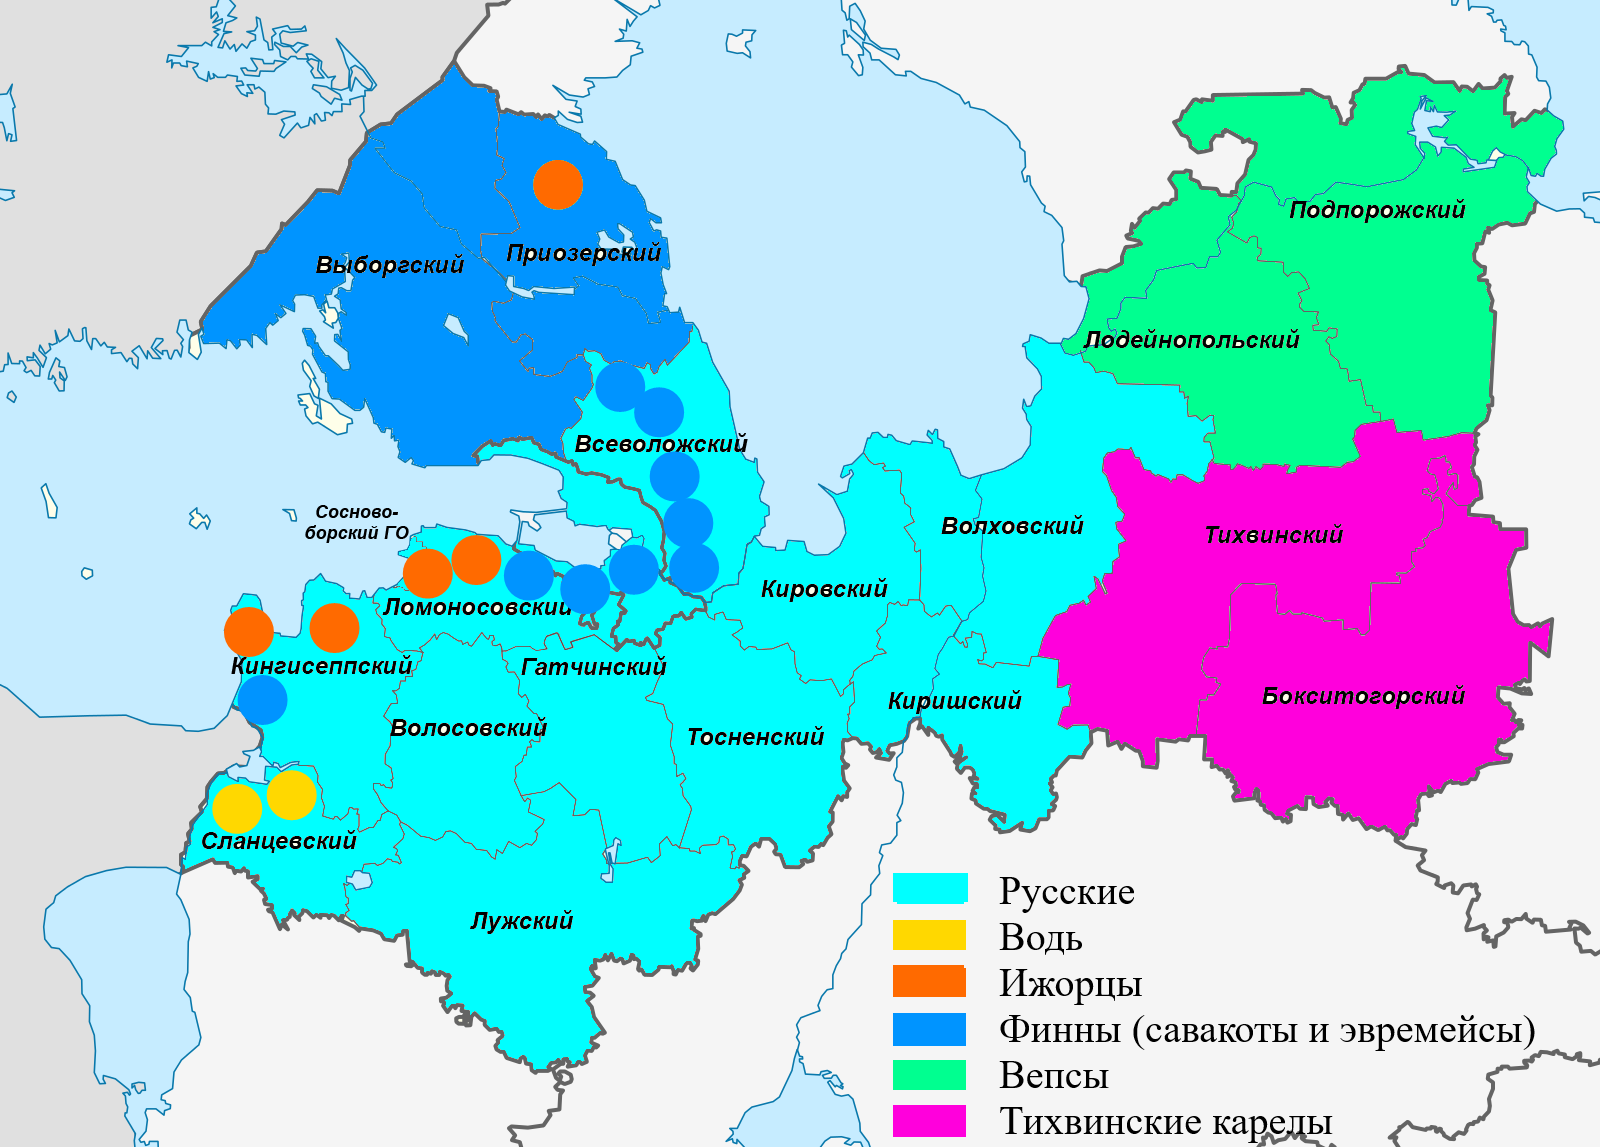 Подпорожский
Приозерский
Выборгский
Лодейнопольский
Всеволожский
Сосново-
борский ГО
Волховский
Тихвинский
Кировский
Ломоносовский
Кингисеппский
Гатчинский
Киришский
Бокситогорский
Волосовский
Тосненский
Сланцевский
Лужский
Русские
Водь
Ижорцы
Финны (савакоты и эвремейсы)
Вепсы
Тихвинские карелы